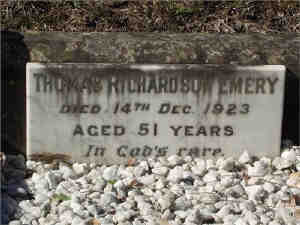 THOMAS RICHARDSON EMERY
DIED 14TH DEC. 1923
AGED 51 YEARS
In God's care.